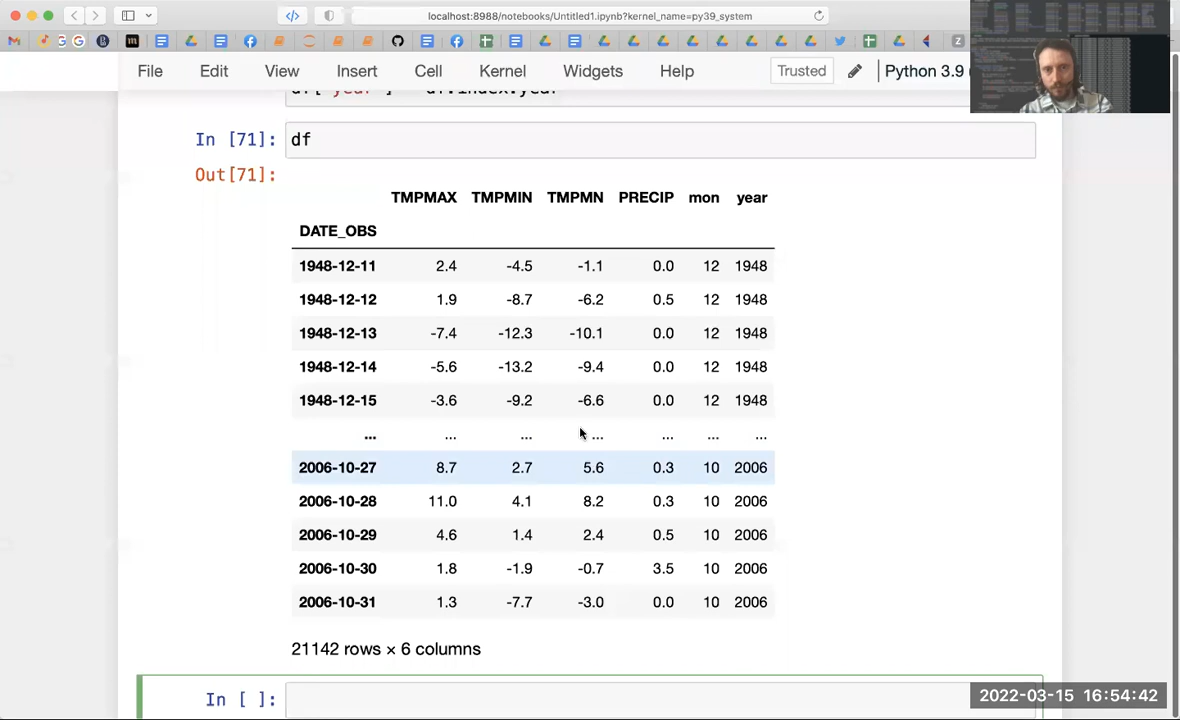 localhost:8988/notebooks/Untitled1.ipynb?kernel_name=py39_system
File Edit View Insert Cell Kernel Widgets Help Trusted Python 3.9
df['year'] = df.index.year
In [71]: df
Out[71]:
TMPMAX TMPMIN TMPMN PRECIP mon year
DATE_OBS
1948-12-11 2.4 -4.5 -1.1 0.0 12 1948
1948-12-12 1.9 -8.7 -6.2 0.5 12 1948
1948-12-13 -7.4 -12.3 -10.1 0.0 12 1948
1948-12-14 -5.6 -13.2 -9.4 0.0 12 1948
1948-12-15 -3.6 -9.2 -6.6 0.0 12 1948
... ... ... ... ... ... ...
2006-10-27 8.7 2.7 5.6 0.3 10 2006
2006-10-28 11.0 4.1 8.2 0.3 10 2006
2006-10-29 4.6 1.4 2.4 0.5 10 2006
2006-10-30 1.8 -1.9 -0.7 3.5 10 2006
2006-10-31 1.3 -7.7 -3.0 0.0 10 2006
21142 rows × 6 columns
In [ ]:
2022-03-15 16:54:42